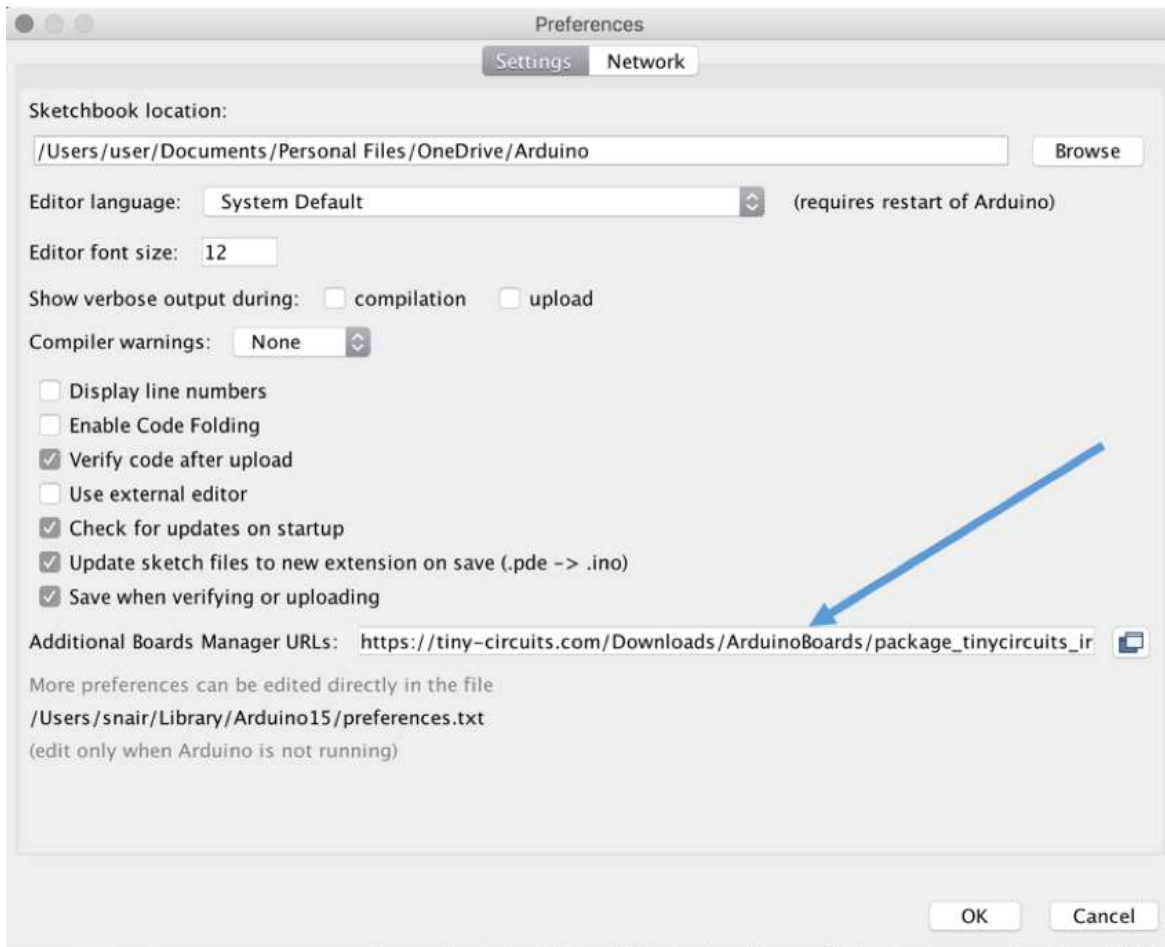 Preferences
Settings Network
Sketchbook location:
/Users/user/Documents/Personal Files/OneDrive/Arduino Browse
Editor language: System Default (requires restart of Arduino)
Editor font size: 12
Show verbose output during: compilation upload
Compiler warnings: None
Display line numbers
Enable Code Folding
Verify code after upload
Use external editor
Check for updates on startup
Update sketch files to new extension on save (.pde -> .ino)
Save when verifying or uploading
Additional Boards Manager URLs: https://tiny-circuits.com/Downloads/ArduinoBoards/package_tinycircuits_ir
More preferences can be edited directly in the file
/Users/snair/Library/Arduino15/preferences.txt
(edit only when Arduino is not running)
OK Cancel